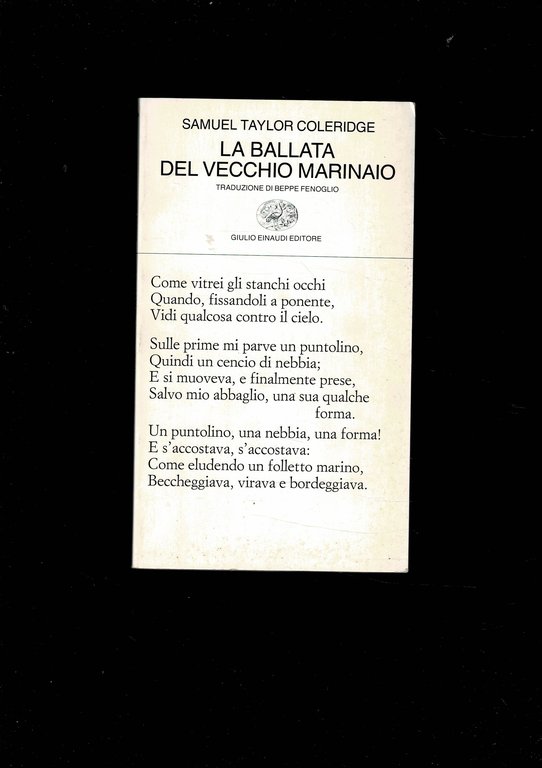 SAMUEL TAYLOR COLERIDGE
LA BALLATA
DEL VECCHIO MARINAIO
TRADUZIONE DI BEPPE FENOGLIO
GIULIO EINAUDI EDITORE
Come vitrei gli stanchi occhi
Quando, fissandoli a ponente,
Vidi qualcosa contro il cielo.
Sulle prime mi parve un puntolino,
Quindi un cencio di nebbia;
E si muoveva, e finalmente prese,
Salvo mio abbaglio, una sua qualche
forma.
Un puntolino, una nebbia, una forma!
E s'accostava, s'accostava:
Come eludendo un folletto marino,
Beccheggiava, virava e bordeggiava.